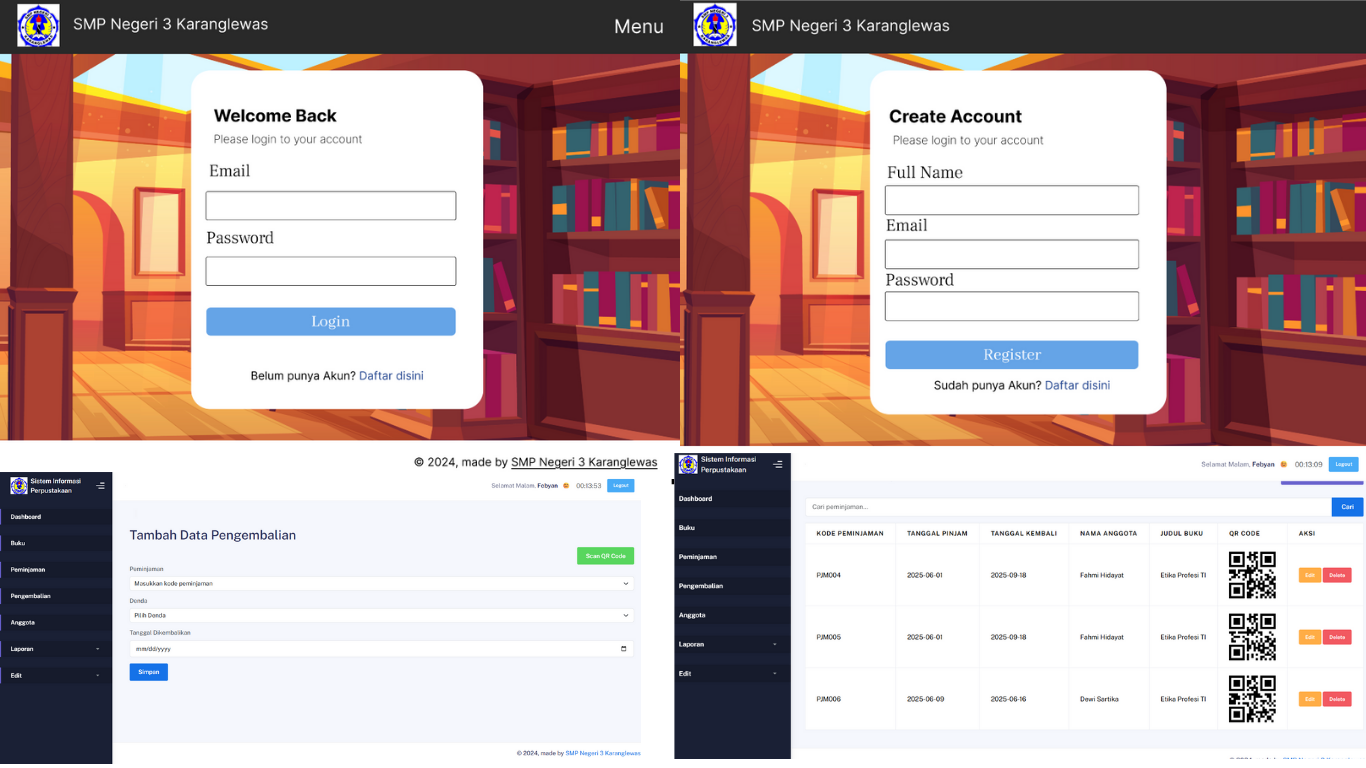 SMP Negeri 3 Karanglewas
Menu
Welcome Back
Please login to your account
Email
Password
Login
Belum punya Akun? Daftar disini
© 2024, made by SMP Negeri 3 Karanglewas
SMP Negeri 3 Karanglewas
Create Account
Please login to your account
Full Name
Email
Password
Register
Sudah punya Akun? Daftar disini
Sistem Informasi
Perpustakaan
Selamat Malam, Febyan 00:13:53 Logout
Dashboard
Buku
Peminjaman
Pengembalian
Anggota
Laporan
Edit
Tambah Data Pengembalian
Scan QR Code
Peminjaman
Masukkan kode peminjaman
Denda
Pilih Denda
Tanggal Dikembalikan
mm/dd/yyyy
Simpan
© 2024, made by SMP Negeri 3 Karanglewas
Sistem Informasi
Perpustakaan
Selamat Malam, Febyan 00:13:09 Logout
Dashboard
Buku
Peminjaman
Pengembalian
Anggota
Laporan
Edit
Cari peminjaman... Cari
KODE PEMINJAMAN TANGGAL PINJAM TANGGAL KEMBALI NAMA ANGGOTA JUDUL BUKU QR CODE AKSI
PJM004 2025-06-01 2025-09-18 Fahmi Hidayat Etika Profesi TI Edit Delete
PJM005 2025-06-01 2025-09-18 Fahmi Hidayat Etika Profesi TI Edit Delete
PJM006 2025-06-09 2025-06-16 Dewi Sartika Etika Profesi TI Edit Delete